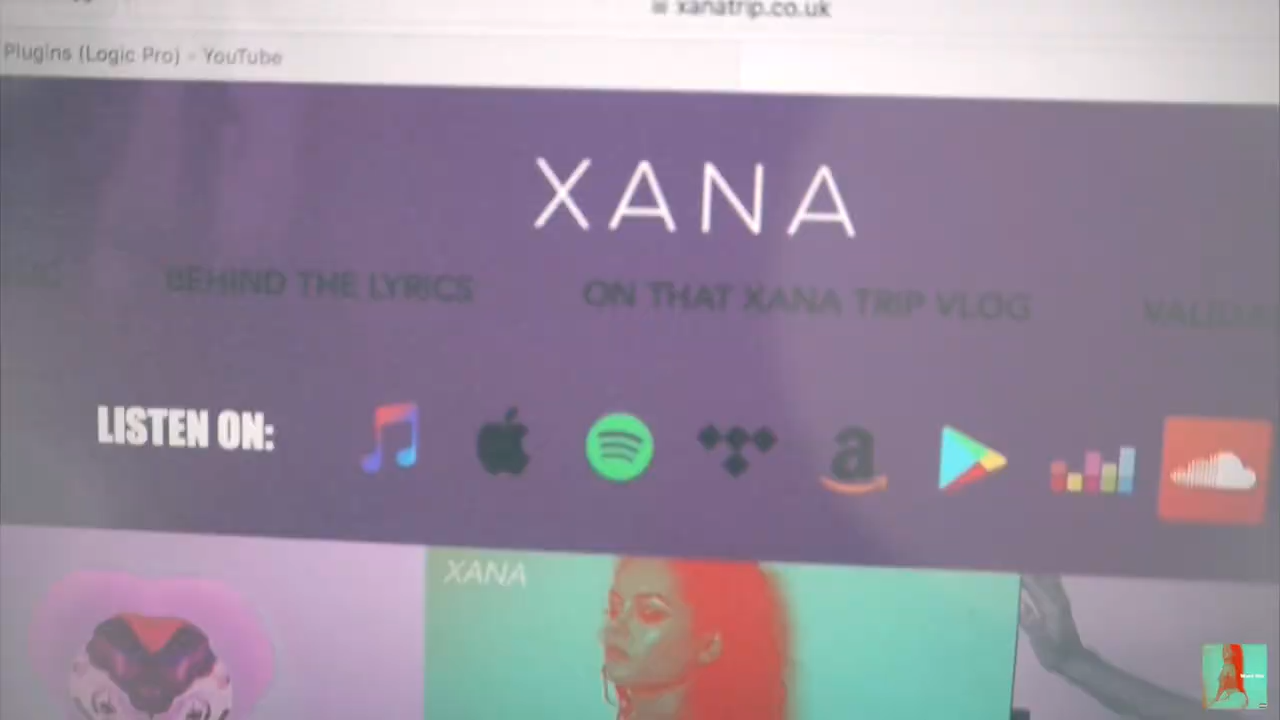 xanatrip.co.uk
Plugins (Logic Pro) - YouTube
XANA
BEHIND THE LYRICS
ON THAT XANA TRIP VLOG
LISTEN ON:
XANA